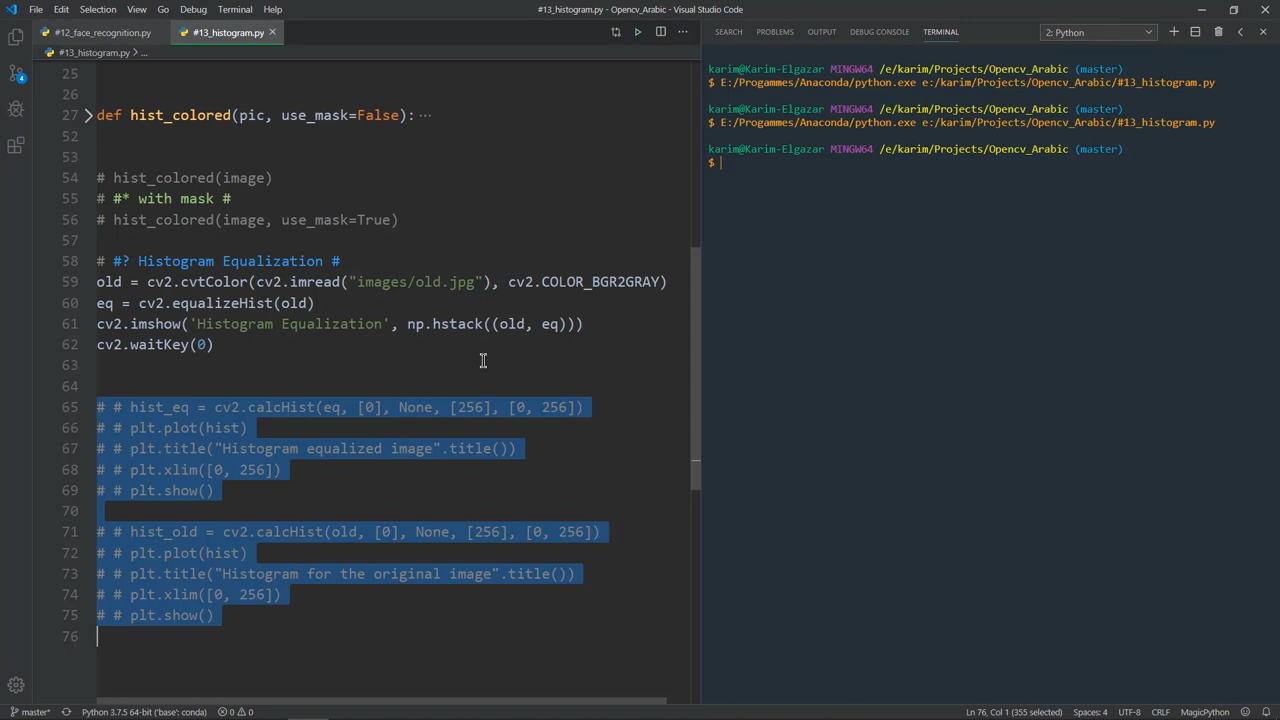 File Edit Selection View Go Debug Terminal Help
#13_histogram.py - Opencv_Arabic - Visual Studio Code
#12_face_recognition.py
#13_histogram.py
#13_histogram.py > ...
25
26
27 def hist_colored(pic, use_mask=False): ...
52
53
54 # hist_colored(image)
55 # #* with mask #
56 # hist_colored(image, use_mask=True)
57
58 # #? Histogram Equalization #
59 old = cv2.cvtColor(cv2.imread("images/old.jpg"), cv2.COLOR_BGR2GRAY)
60 eq = cv2.equalizeHist(old)
61 cv2.imshow('Histogram Equalization', np.hstack((old, eq)))
62 cv2.waitKey(0)
63
64
65 # # hist_eq = cv2.calcHist(eq, [0], None, [256], [0, 256])
66 # # plt.plot(hist)
67 # # plt.title("Histogram equalized image".title())
68 # # plt.xlim([0, 256])
69 # # plt.show()
70
71 # # hist_old = cv2.calcHist(old, [0], None, [256], [0, 256])
72 # # plt.plot(hist)
73 # # plt.title("Histogram for the original image".title())
74 # # plt.xlim([0, 256])
75 # # plt.show()
76
SEARCH PROBLEMS OUTPUT DEBUG CONSOLE TERMINAL 2: Python
karim@Karim-Elgazar MINGW64 /e/karim/Projects/Opencv_Arabic (master)
$ E:/Progammes/Anaconda/python.exe e:/karim/Projects/Opencv_Arabic/#13_histogram.py
karim@Karim-Elgazar MINGW64 /e/karim/Projects/Opencv_Arabic (master)
$ E:/Progammes/Anaconda/python.exe e:/karim/Projects/Opencv_Arabic/#13_histogram.py
karim@Karim-Elgazar MINGW64 /e/karim/Projects/Opencv_Arabic (master)
$
4
master* Python 3.7.5 64-bit ('base': conda) 0 0 Ln 76, Col 1 (355 selected) Spaces: 4 UTF-8 CRLF MagicPython